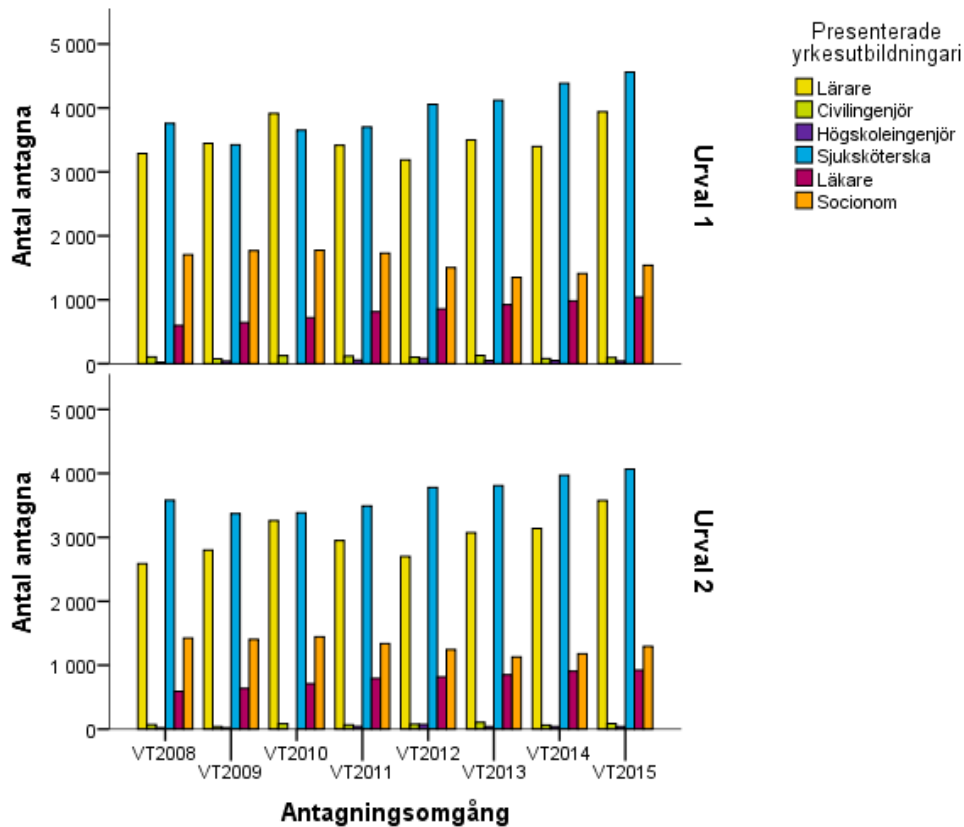 5 000
4 000
3 000
2 000
1 000
0
Antal antagna
Urval 1
Presenterade
yrkesutbildningari
Lärare
Civilingenjör
Högskoleingenjör
Sjuksköterska
Läkare
Socionom
5 000
4 000
3 000
2 000
1 000
0
Antal antagna
Urval 2
VT2008
VT2009
VT2010
VT2011
VT2012
VT2013
VT2014
VT2015
Antagningsomgång